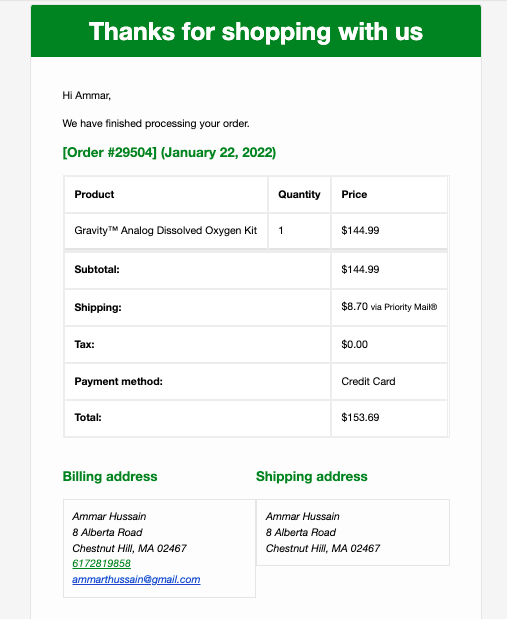 Thanks for shopping with us
Hi Ammar,
We have finished processing your order.
[Order #29504] (January 22, 2022)
Product Quantity Price
Gravity™ Analog Dissolved Oxygen Kit 1 $144.99
Subtotal: $144.99
Shipping: $8.70 via Priority Mail®
Tax: $0.00
Payment method: Credit Card
Total: $153.69
Billing address
Ammar Hussain
8 Alberta Road
Chestnut Hill, MA 02467
6172819858
ammarthussain@gmail.com
Shipping address
Ammar Hussain
8 Alberta Road
Chestnut Hill, MA 02467